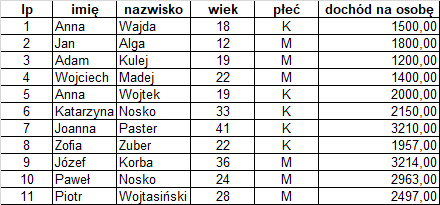 lp imię nazwisko wiek płeć dochód na osobę
1 Anna Wajda 18 K 1500,00
2 Jan Alga 12 M 1800,00
3 Adam Kulej 19 M 1200,00
4 Wojciech Madej 22 M 1400,00
5 Anna Wojtek 19 K 2000,00
6 Katarzyna Nosko 33 K 2150,00
7 Joanna Paster 41 K 3210,00
8 Zofia Zuber 22 K 1957,00
9 Józef Korba 36 M 3214,00
10 Paweł Nosko 24 M 2963,00
11 Piotr Wojtasiński 28 M 2497,00